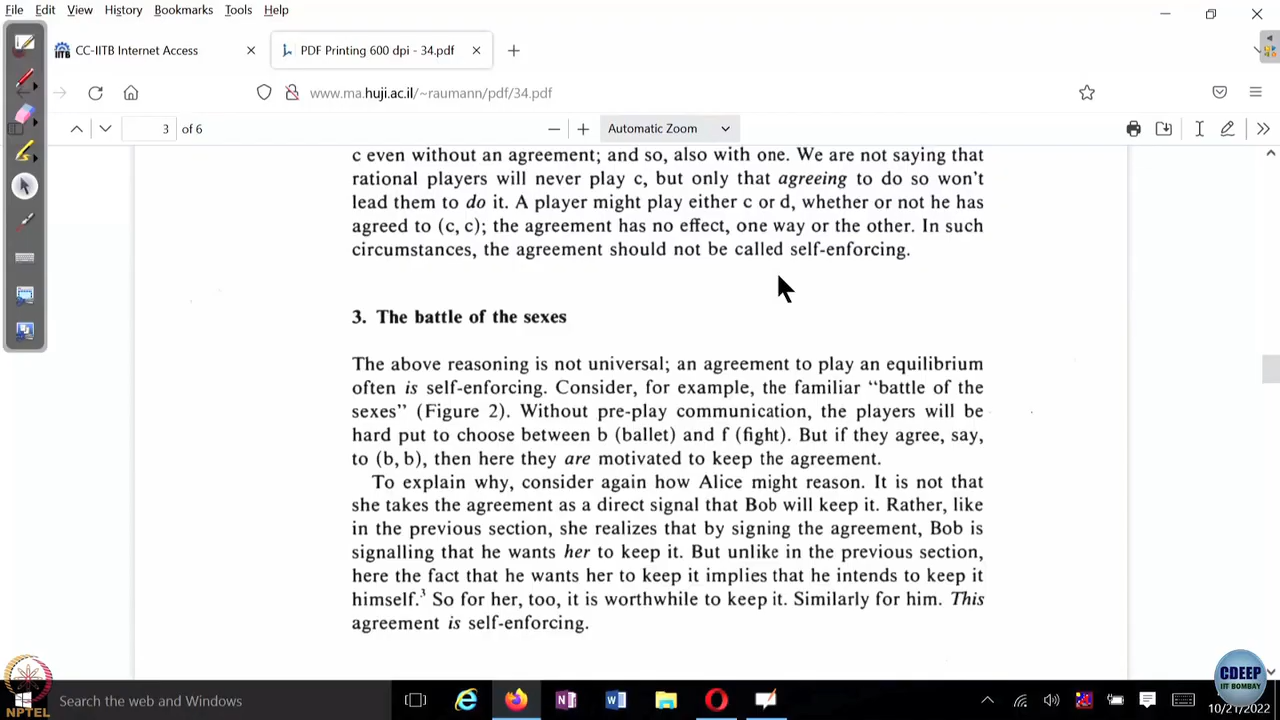 File Edit View History Bookmarks Tools Help
CC-IITB Internet Access
PDF Printing 600 dpi - 34.pdf
www.ma.huji.ac.il/~raumann/pdf/34.pdf
3 of 6
Automatic Zoom
c even without an agreement; and so, also with one. We are not saying that
rational players will never play c, but only that agreeing to do so won't
lead them to do it. A player might play either c or d, whether or not he has
agreed to (c, c); the agreement has no effect, one way or the other. In such
circumstances, the agreement should not be called self-enforcing.
3. The battle of the sexes
The above reasoning is not universal; an agreement to play an equilibrium
often is self-enforcing. Consider, for example, the familiar “battle of the
sexes” (Figure 2). Without pre-play communication, the players will be
hard put to choose between b (ballet) and f (fight). But if they agree, say,
to (b, b), then here they are motivated to keep the agreement.
To explain why, consider again how Alice might reason. It is not that
she takes the agreement as a direct signal that Bob will keep it. Rather, like
in the previous section, she realizes that by signing the agreement, Bob is
signalling that he wants her to keep it. But unlike in the previous section,
here the fact that he wants her to keep it implies that he intends to keep it
himself.³ So for her, too, it is worthwhile to keep it. Similarly for him. This
agreement is self-enforcing.
NPTEL
Search the web and Windows
CDEEP
IIT BOMBAY
10/21/2022